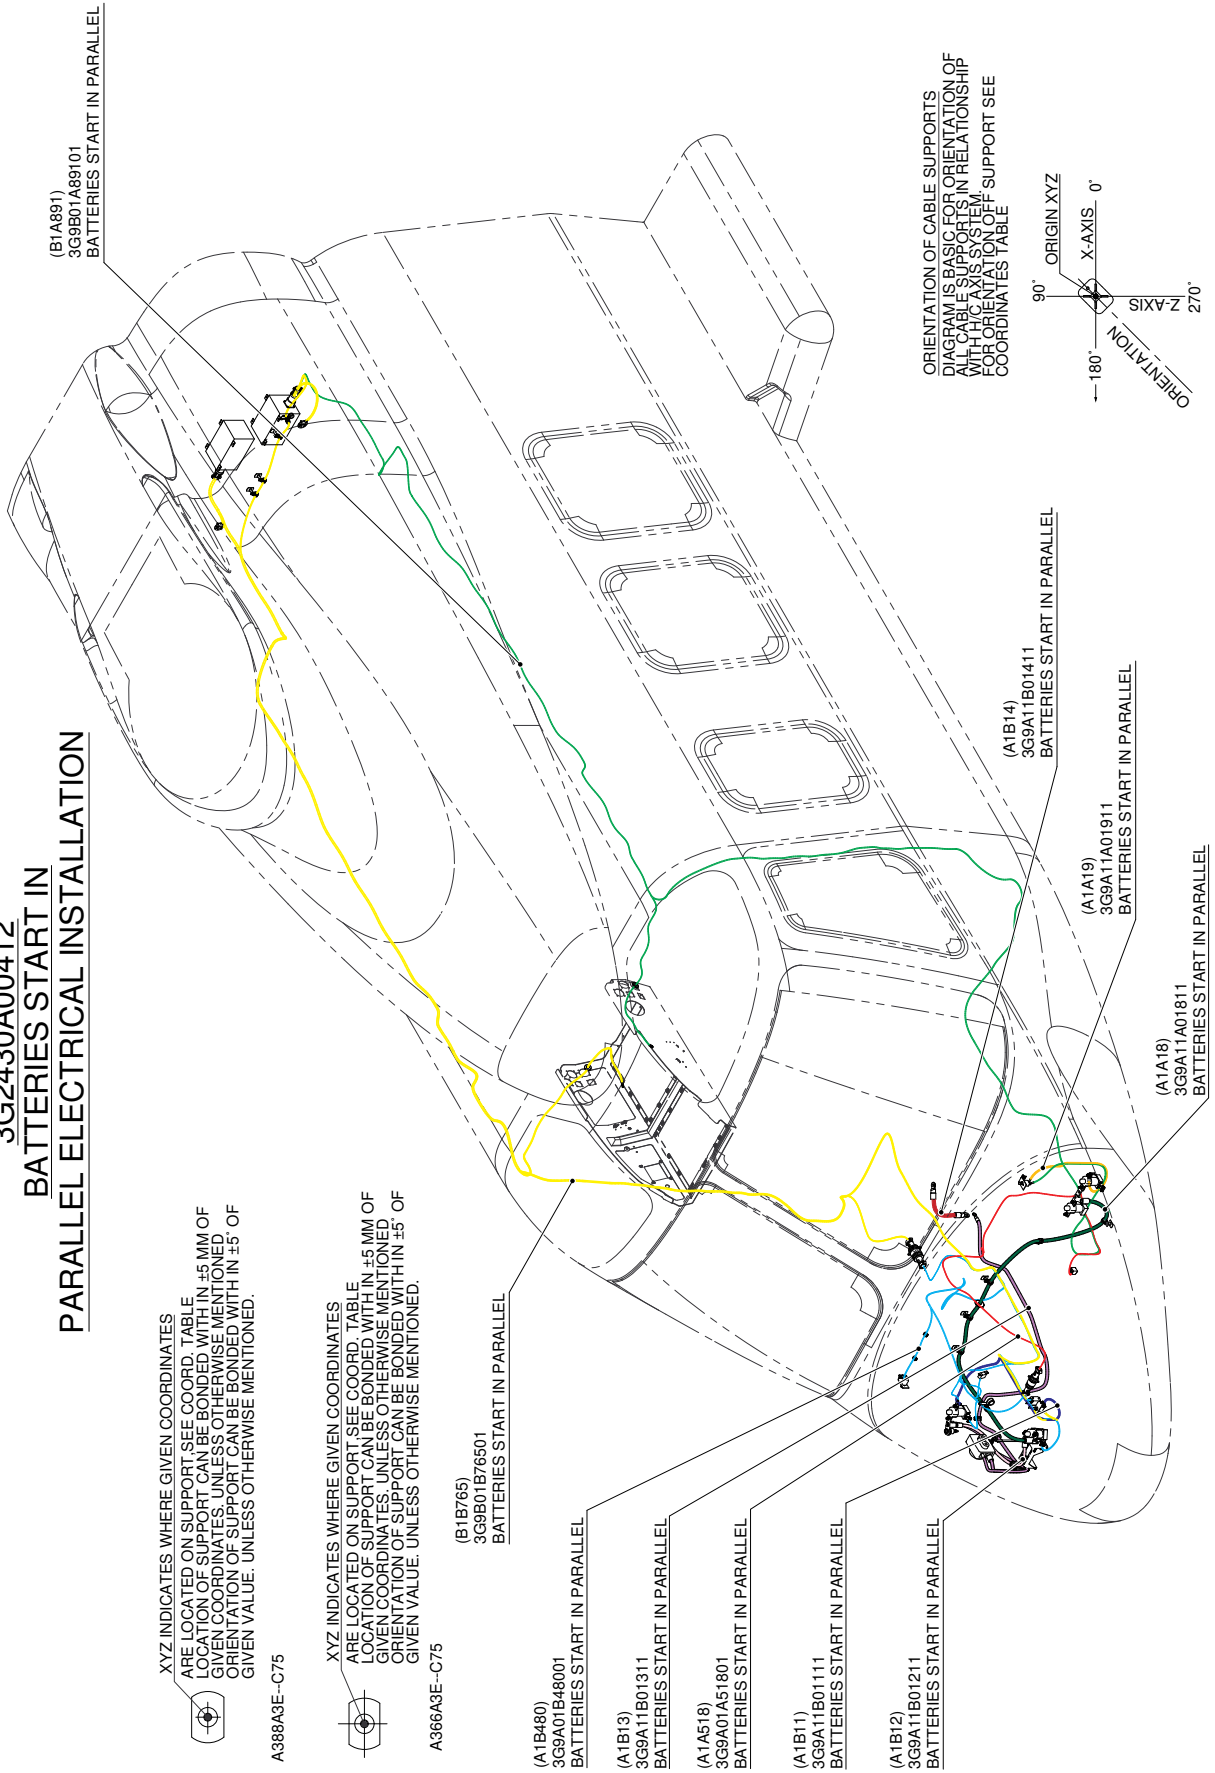 3G2430A00412
BATTERIES START IN
PARALLEL ELECTRICAL INSTALLATION
XYZ INDICATES WHERE GIVEN COORDINATES
ARE LOCATED ON SUPPORT,SEE COORD. TABLE
LOCATION OF SUPPORT CAN BE BONDED WITH IN ±5 MM OF
GIVEN COORDINATES. UNLESS OTHERWISE MENTIONED
ORIENTATION OF SUPPORT CAN BE BONDED WITH IN ±5° OF
GIVEN VALUE. UNLESS OTHERWISE MENTIONED.
A388A3E--C75
XYZ INDICATES WHERE GIVEN COORDINATES
ARE LOCATED ON SUPPORT,SEE COORD. TABLE
LOCATION OF SUPPORT CAN BE BONDED WITH IN ±5 MM OF
GIVEN COORDINATES. UNLESS OTHERWISE MENTIONED
ORIENTATION OF SUPPORT CAN BE BONDED WITH IN ±5° OF
GIVEN VALUE. UNLESS OTHERWISE MENTIONED.
A366A3E--C75
(B1A891)
3G9B01A89101
BATTERIES START IN PARALLEL
(B1B765)
3G9B01B76501
BATTERIES START IN PARALLEL
(A1B480)
3G9A01B48001
BATTERIES START IN PARALLEL
(A1B13)
3G9A11B01311
BATTERIES START IN PARALLEL
(A1A518)
3G9A01A51801
BATTERIES START IN PARALLEL
(A1B11)
3G9A11B01111
BATTERIES START IN PARALLEL
(A1B12)
3G9A11B01211
BATTERIES START IN PARALLEL
(A1B14)
3G9A11B01411
BATTERIES START IN PARALLEL
(A1A19)
3G9A11A01911
BATTERIES START IN PARALLEL
(A1A18)
3G9A11A01811
BATTERIES START IN PARALLEL
ORIENTATION OF CABLE SUPPORTS
DIAGRAM IS BASIC FOR ORIENTATION OF
ALL CABLE SUPPORTS IN RELATIONSHIP
WITH H/C AXIS SYSTEM.
FOR ORIENTATION OFF SUPPORT SEE
COORDINATES TABLE
90°
ORIGIN XYZ
X-AXIS
0°
180°
Z-AXIS
270°
ORIENTATION